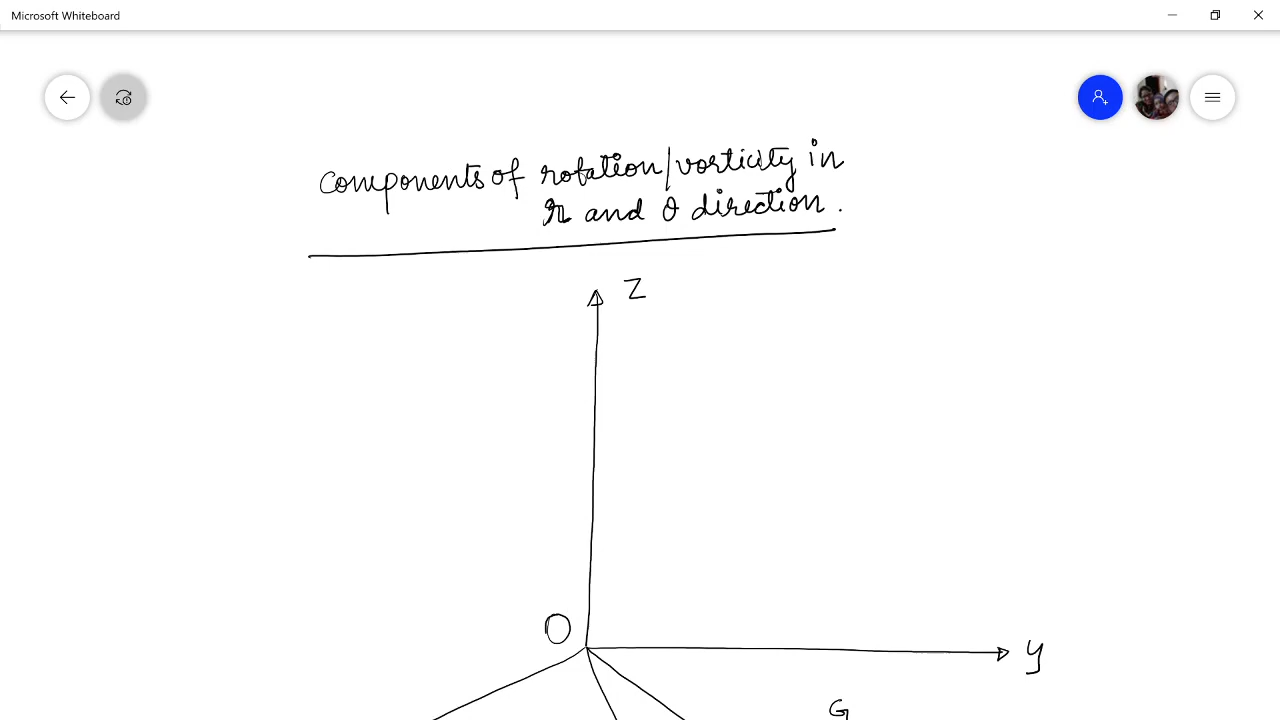 Microsoft Whiteboard
components of rotation/vorticity in
r and θ direction.
Z
O
y
G